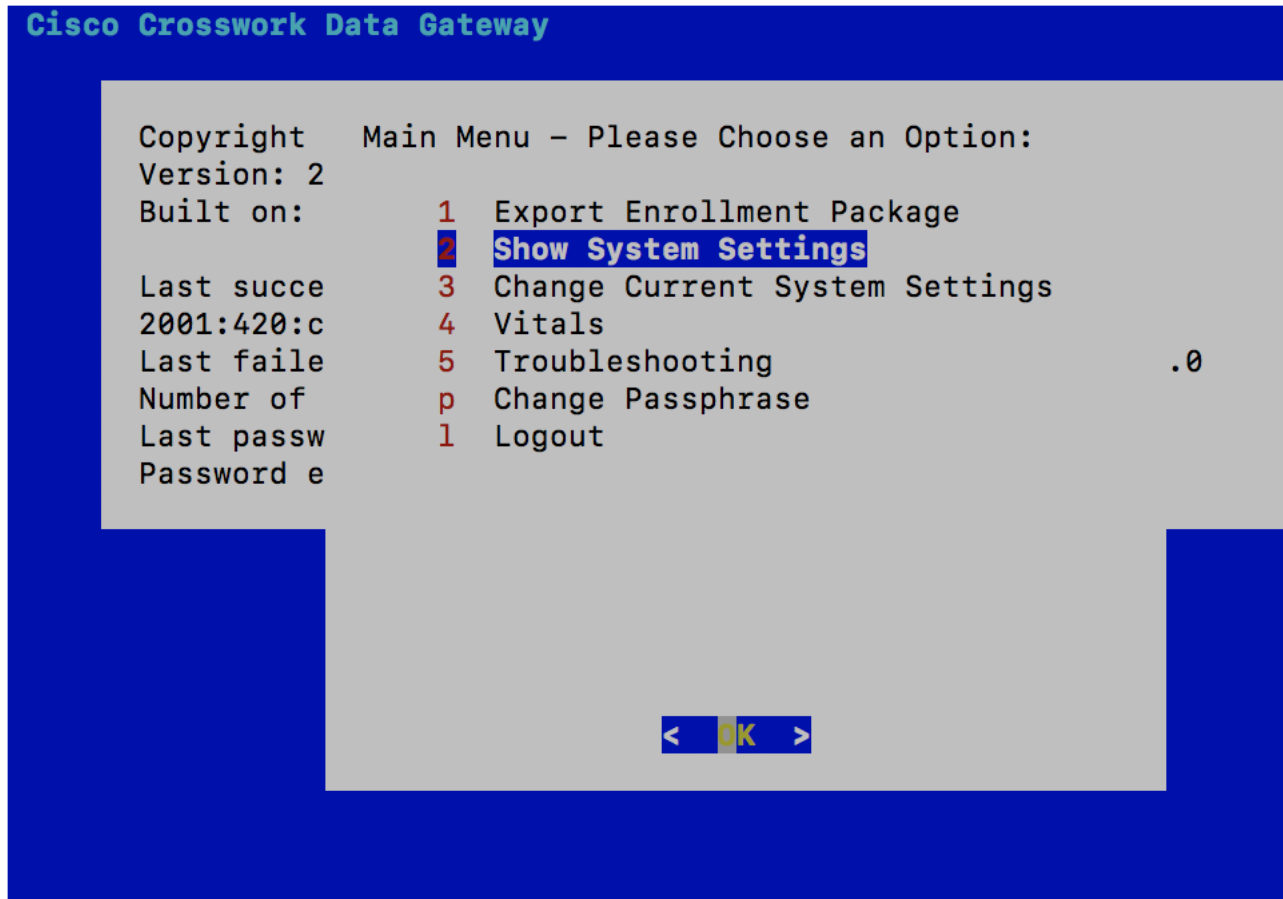 Cisco Crosswork Data Gateway
Copyright Main Menu – Please Choose an Option:
Version: 2
Built on: 1 Export Enrollment Package
2 Show System Settings
Last succe 3 Change Current System Settings
2001:420:c 4 Vitals
Last faile 5 Troubleshooting .0
Number of p Change Passphrase
Last passw l Logout
Password e
< OK >